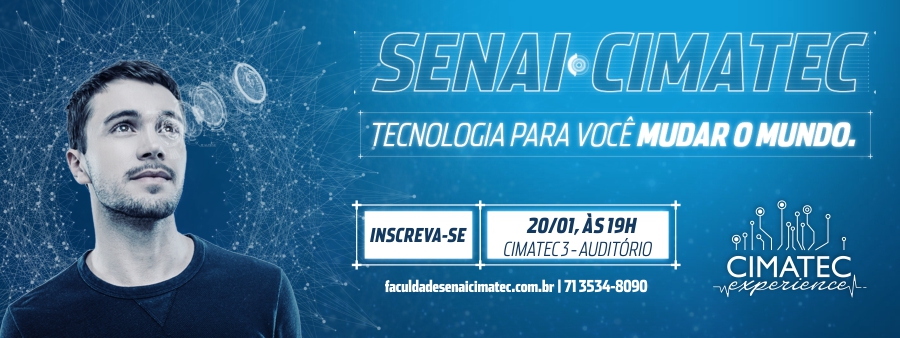 SENAI CIMATEC
TECNOLOGIA PARA VOCÊ MUDAR O MUNDO.
INSCREVA-SE
20/01, ÀS 19H
CIMATEC 3 - AUDITÓRIO
faculdadesenaicimatec.com.br | 71 3534-8090
CIMATEC
experience